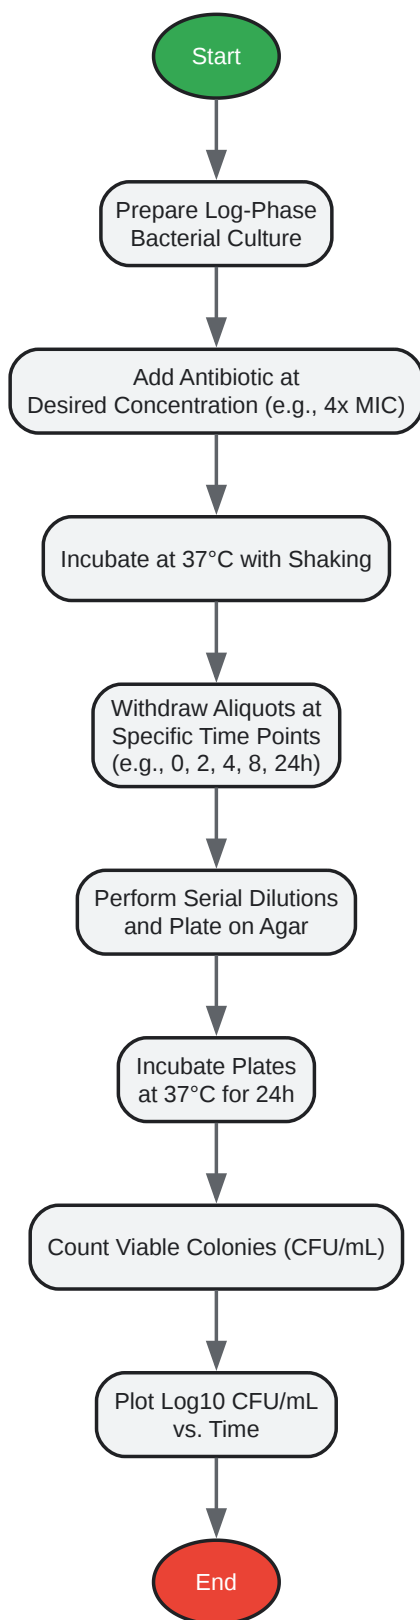 Start
Prepare Log-Phase
Bacterial Culture
Add Antibiotic at
Desired Concentration (e.g., 4x MIC)
Incubate at 37°C with Shaking
Withdraw Aliquots at
Specific Time Points
(e.g., 0, 2, 4, 8, 24h)
Perform Serial Dilutions
and Plate on Agar
Incubate Plates
at 37°C for 24h
Count Viable Colonies (CFU/mL)
Plot Log10 CFU/mL
vs. Time
End